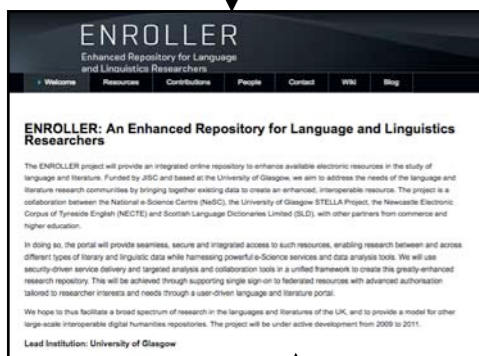 ENROLLER
Enhanced Repository for Language
and Linguistics Researchers
Welcome Resources Contributions People Contact Wiki Blog
ENROLLER: An Enhanced Repository for Language and Linguistics
Researchers
The ENROLLER project will provide an integrated online repository to enhance available electronic resources in the study of
language and literature. Funded by JISC and based at the University of Glasgow, we aim to address the needs of the language and
literature research communities by bringing together existing data to create an enhanced, interoperable resource. The project is a
collaboration between the National e-Science Centre (NeSC), the University of Glasgow STELLA Project, the Newcastle Electronic
Corpus of Tyneside English (NECTE) and Scottish Language Dictionaries Limited (SLD), with other partners from commerce and
higher education.
In doing so, the portal will provide seamless, secure and integrated access to such resources, enabling research between and across
different types of literary and linguistic data while harnessing powerful e-Science services and data analysis tools. We will use
security-driven service delivery and targeted analysis and collaboration tools in a unified framework to create this greatly-enhanced
research repository. This will be achieved through supporting single sign-on to federated resources with advanced authorisation
tailored to researcher interests and needs through a user-driven language and literature portal.
We hope to thus facilitate a broad spectrum of research in the languages and literatures of the UK, and to provide a model for other
large-scale interoperable digital humanities repositories. The project will be under active development from 2009 to 2011.
Lead Institution: University of Glasgow